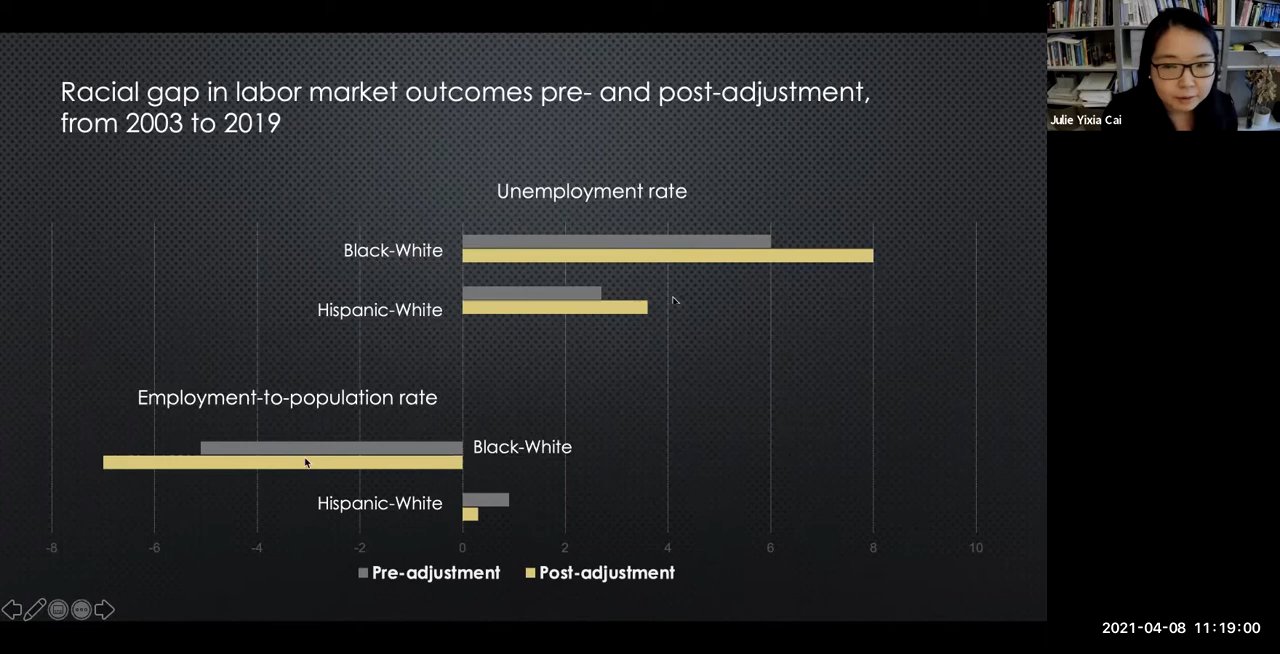 Racial gap in labor market outcomes pre- and post-adjustment,
from 2003 to 2019
Julie Yixia Cai
Unemployment rate
Black-White
Hispanic-White
Employment-to-population rate
Black-White
Hispanic-White
-8 -6 -4 -2 0 2 4 6 8 10
Pre-adjustment Post-adjustment
2021-04-08 11:19:00